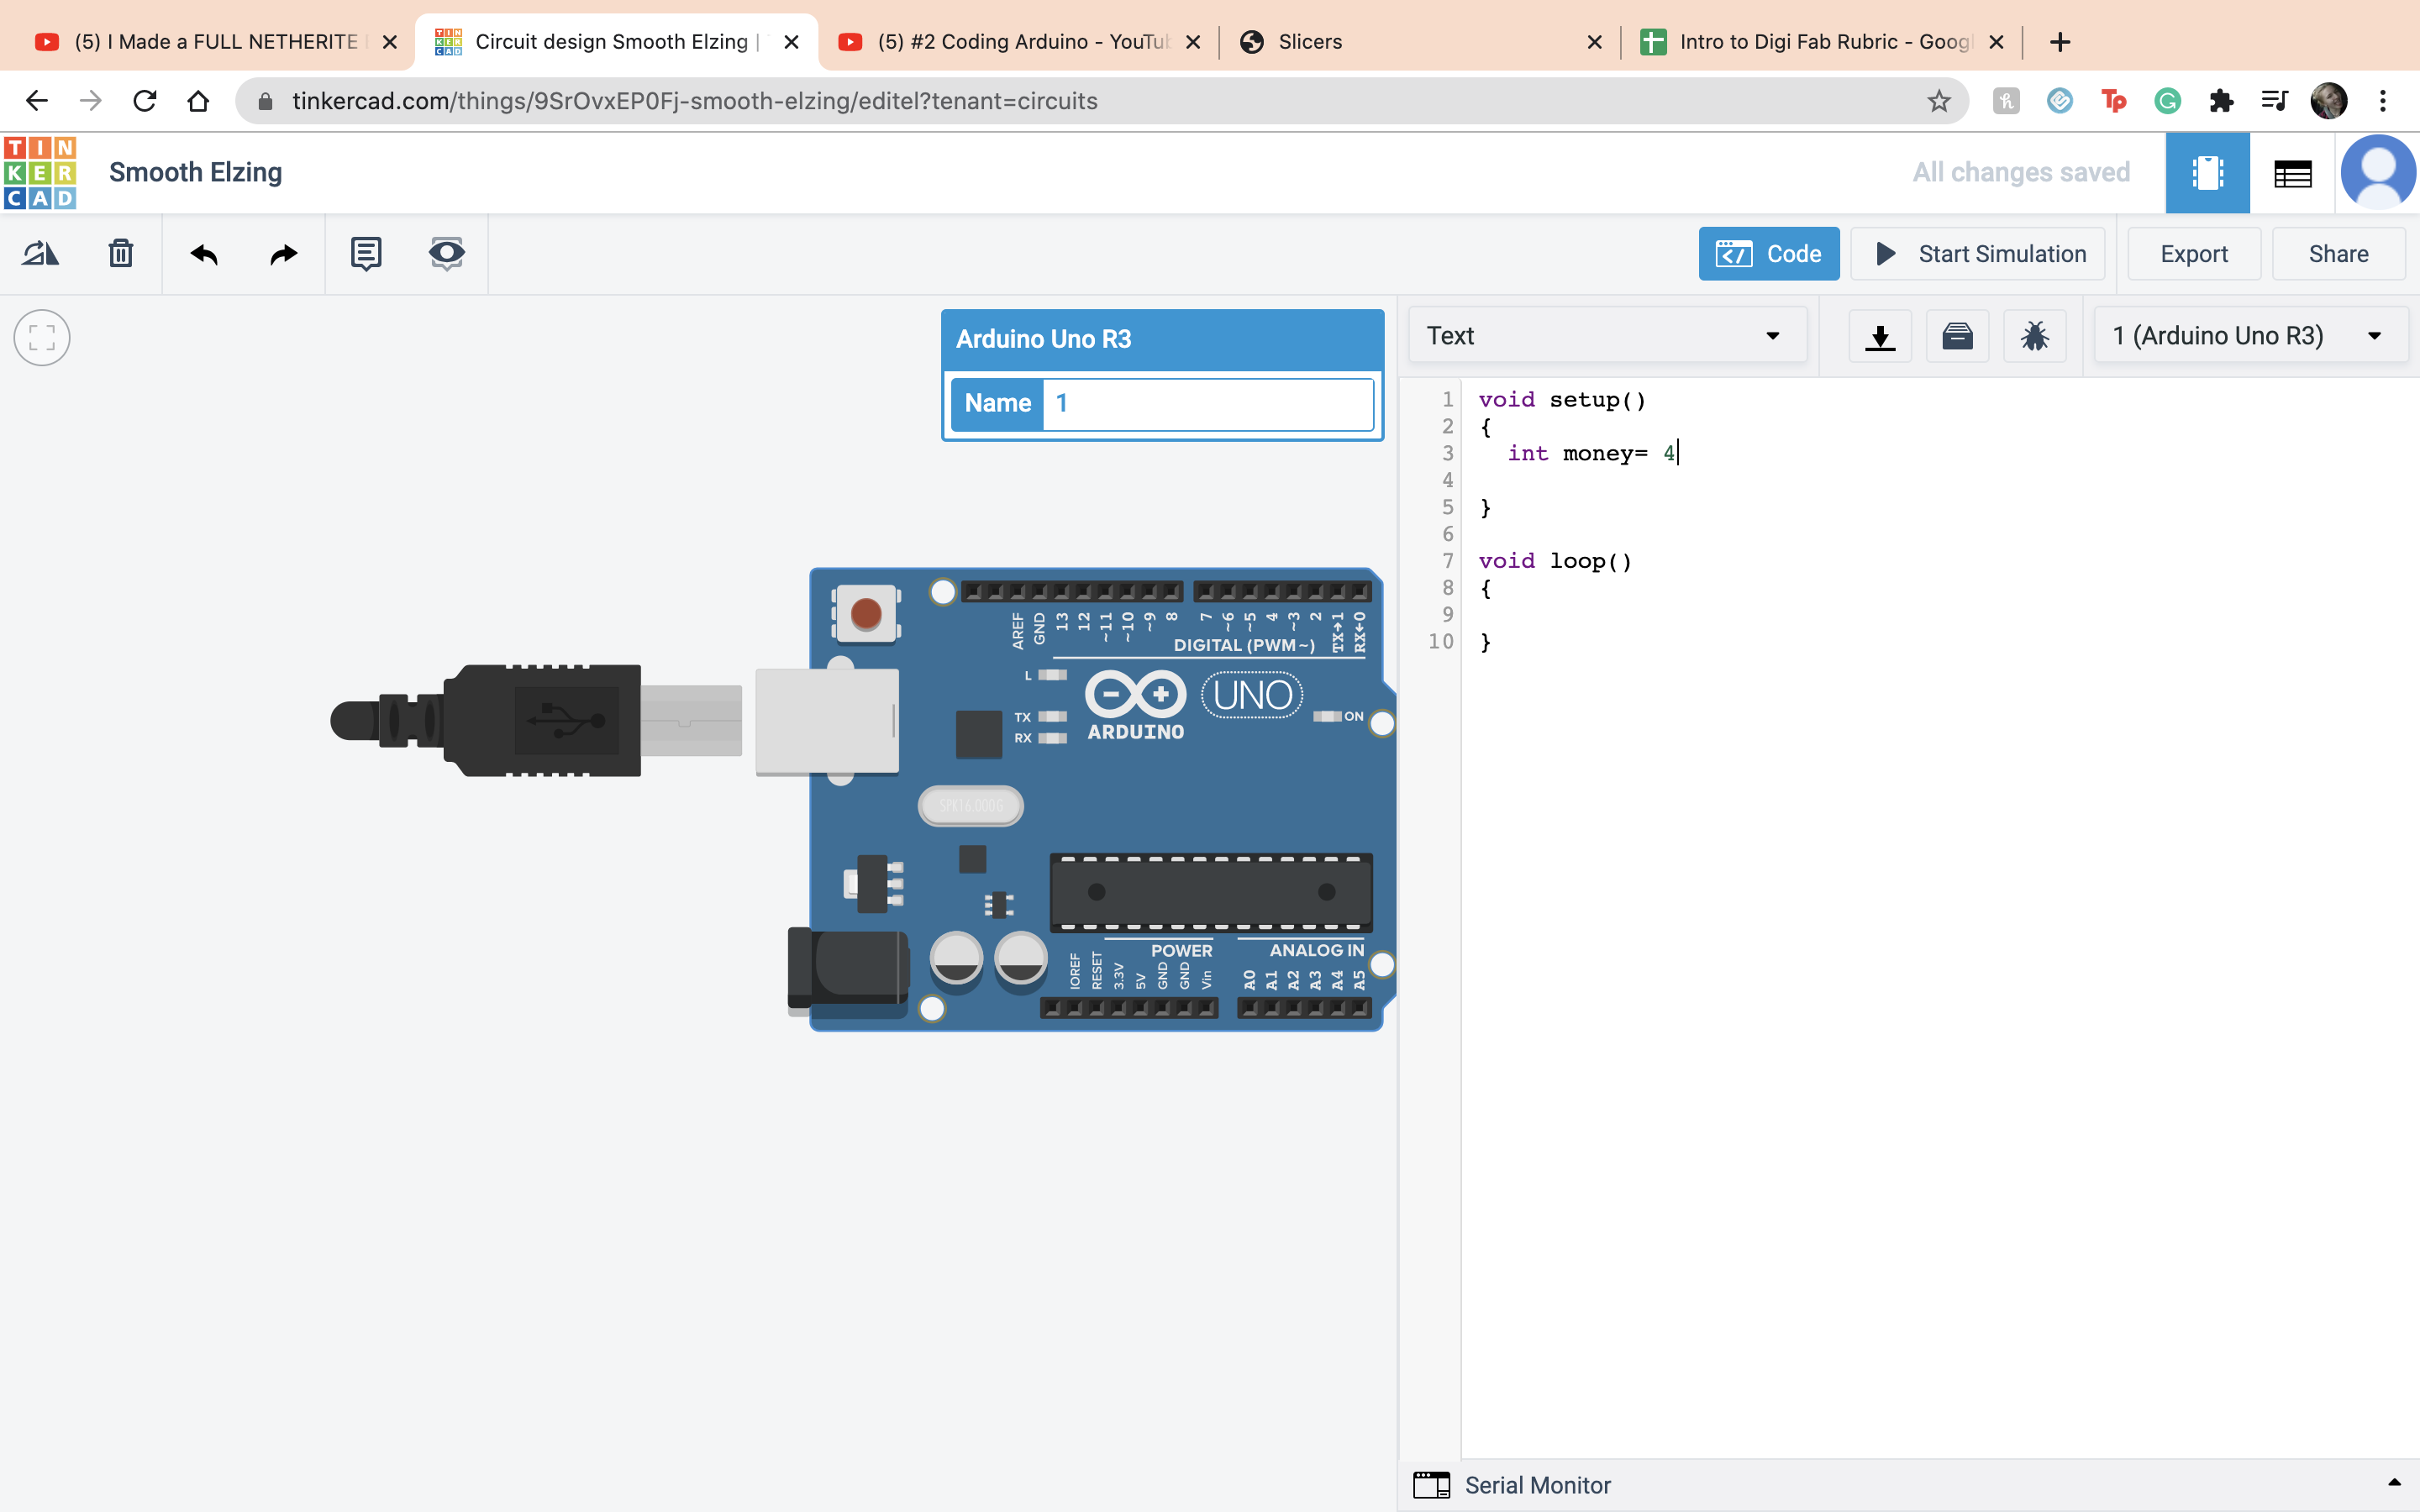 (5) I Made a FULL NETHERITE
Circuit design Smooth Elzing |
(5) #2 Coding Arduino - YouTub
Slicers
Intro to Digi Fab Rubric - Googl
tinkercad.com/things/9SrOvxEP0Fj-smooth-elzing/editel?tenant=circuits
TIN
KER
CAD
Smooth Elzing
All changes saved
Code
Start Simulation
Export
Share
Arduino Uno R3
Name 1
Text
1 (Arduino Uno R3)
1 void setup()
2 {
3 int money= 4
4
5 }
6
7 void loop()
8 {
9
10 }
AREF GND 13 12 ~11 ~10 ~9 8 7 ~6 ~5 4 ~3 2 TX→1 RX←0
DIGITAL (PWM~)
L
TX
RX
ARDUINO
UNO
ON
SPK16.000G
POWER
ANALOG IN
IOREF RESET 3.3V 5V GND GND Vin A0 A1 A2 A3 A4 A5
Serial Monitor